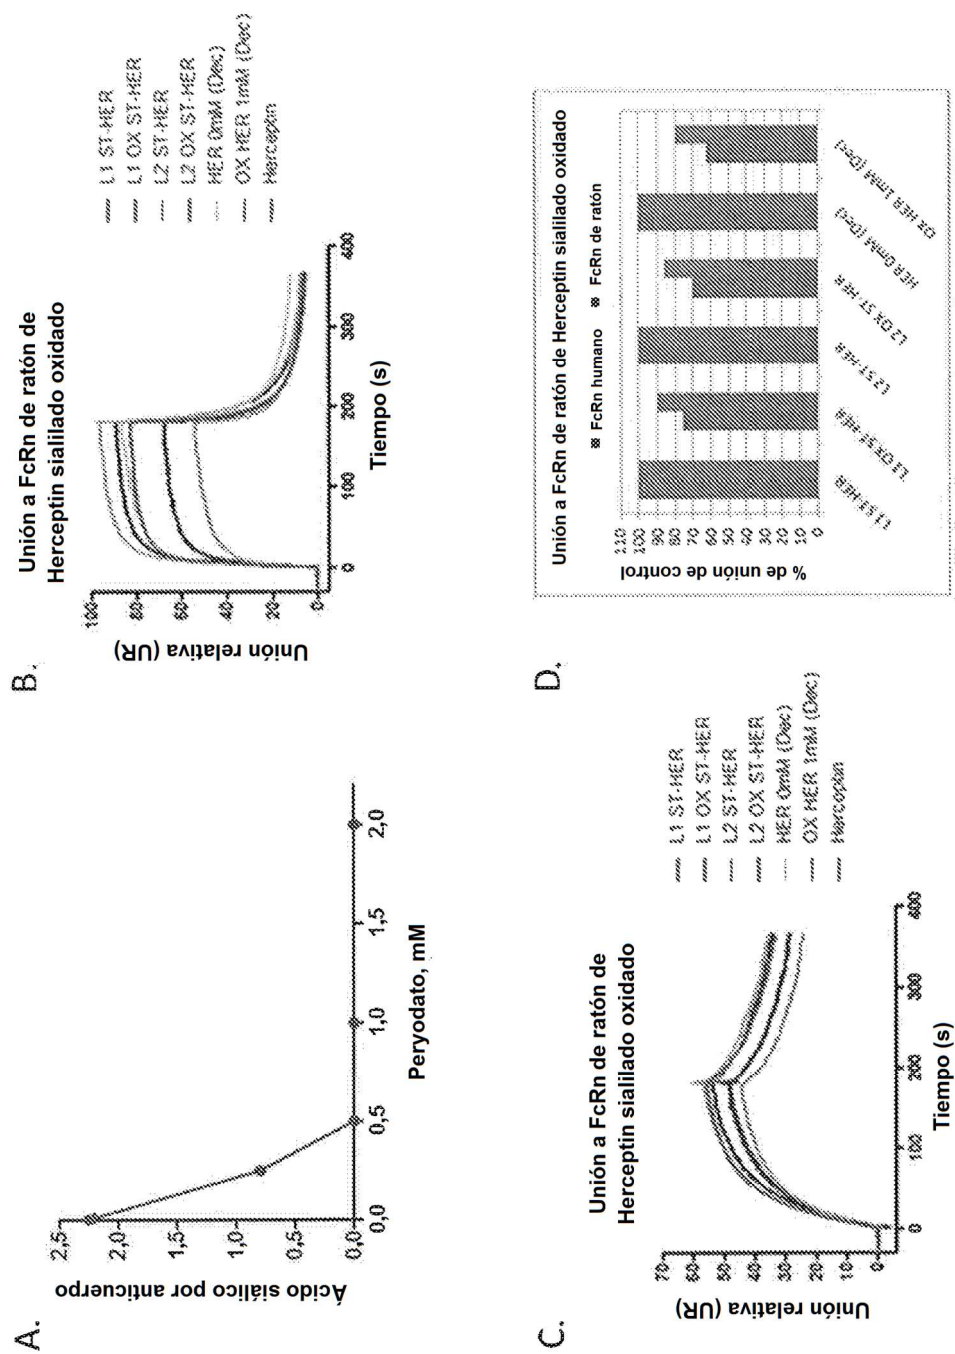 A.
Ácido siálico por anticuerpo
2,5
2,0
1,5
1,0
0,5
0,0
0,0
0,5
1,0
1,5
2,0
Peryodato, mM
B.
Unión a FcRn de ratón de
Herceptin sialilado oxidado
Unión relativa (UR)
100
80
60
40
20
0
0
100
200
300
400
Tiempo (s)
L1 ST-HER
L1 OX ST-HER
L2 ST-HER
L2 OX ST-HER
HER 0mM (Dec)
OX HER 1mM (Dec)
Herceptin
C.
Unión a FcRn de ratón de
Herceptin sialilado oxidado
Unión relativa (UR)
70
60
50
40
30
20
10
0
0
100
200
300
400
Tiempo (s)
L1 ST-HER
L1 OX ST-HER
L2 ST-HER
L2 OX ST-HER
HER 0mM (Dec)
OX HER 1mM (Dec)
Herceptin
D.
Unión a FcRn de ratón de Herceptin sialilado oxidado
FcRn humano
FcRn de ratón
% de unión de control
110
100
90
80
70
60
50
40
30
20
10
0
L1 ST-HER
L1 OX ST-HER
L2 ST-HER
L2 OX ST-HER
HER 0mM (Dec)
OX HER 1mM (Dec)